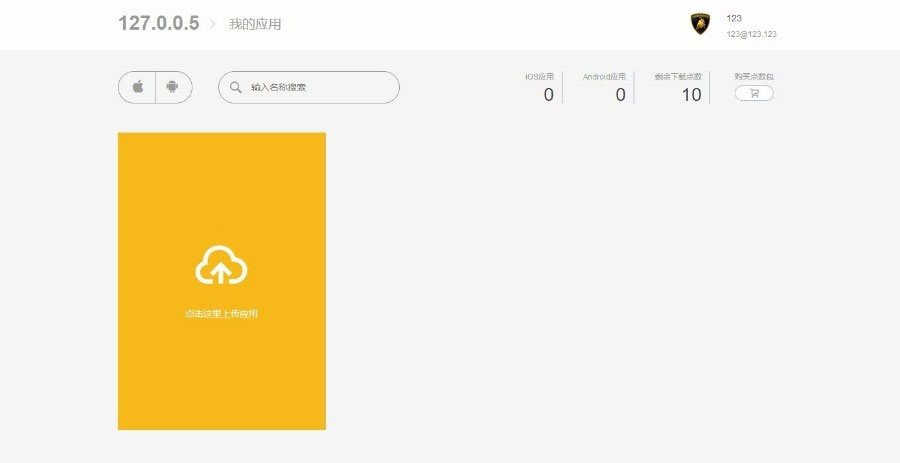 127.0.0.5 > 我的应用
123
123@123.123
输入名称搜索
iOS应用
0
Android应用
0
剩余下载点数
10
购买点数包
点击这里上传应用